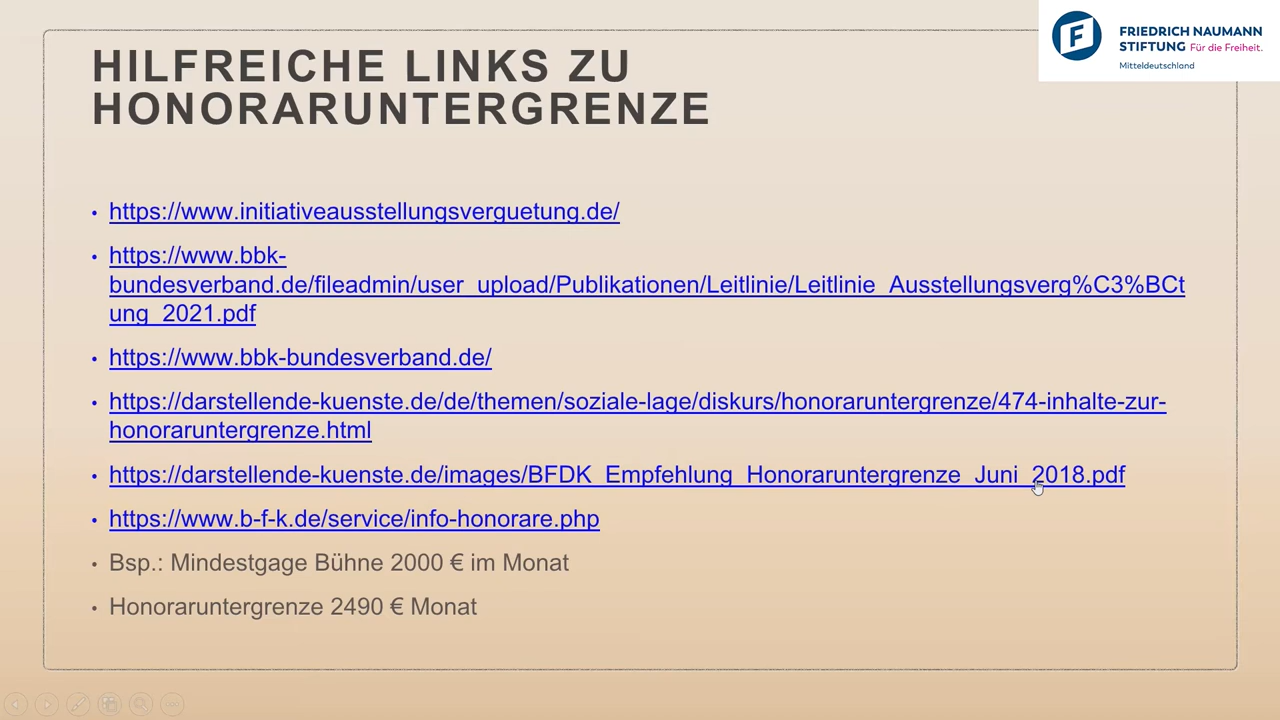 FRIEDRICH NAUMANN
STIFTUNG Für die Freiheit.
Mitteldeutschland
HILFREICHE LINKS ZU
HONORARUNTERGRENZE
• https://www.initiativeausstellungsverguetung.de/
• https://www.bbk-
bundesverband.de/fileadmin/user_upload/Publikationen/Leitlinie/Leitlinie_Ausstellungsverg%C3%BCt
ung_2021.pdf
• https://www.bbk-bundesverband.de/
• https://darstellende-kuenste.de/de/themen/soziale-lage/diskurs/honoraruntergrenze/474-inhalte-zur-
honoraruntergrenze.html
• https://darstellende-kuenste.de/images/BFDK_Empfehlung_Honoraruntergrenze_Juni_2018.pdf
• https://www.b-f-k.de/service/info-honorare.php
• Bsp.: Mindestgage Bühne 2000 € im Monat
• Honoraruntergrenze 2490 € Monat